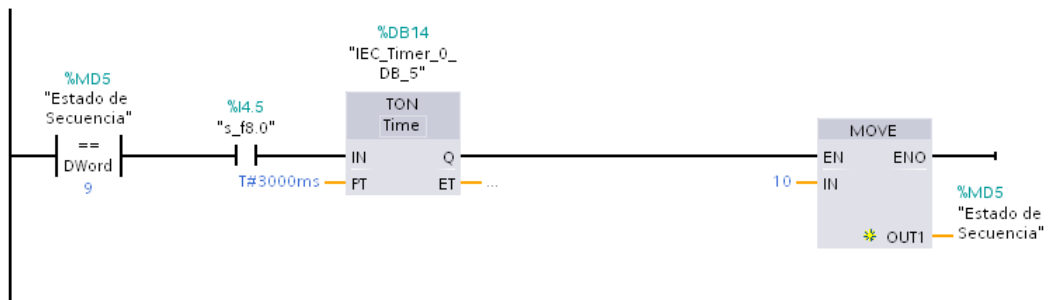 %DB14
"IEC_Timer_0_
DB_5"
%MD5
"Estado de
Secuencia"
==
DWord
9
%I4.5
"s_f8.0"
TON
Time
IN
Q
T#3000ms
PT
ET
...
MOVE
EN
ENO
10
IN
OUT1
%MD5
"Estado de
Secuencia"